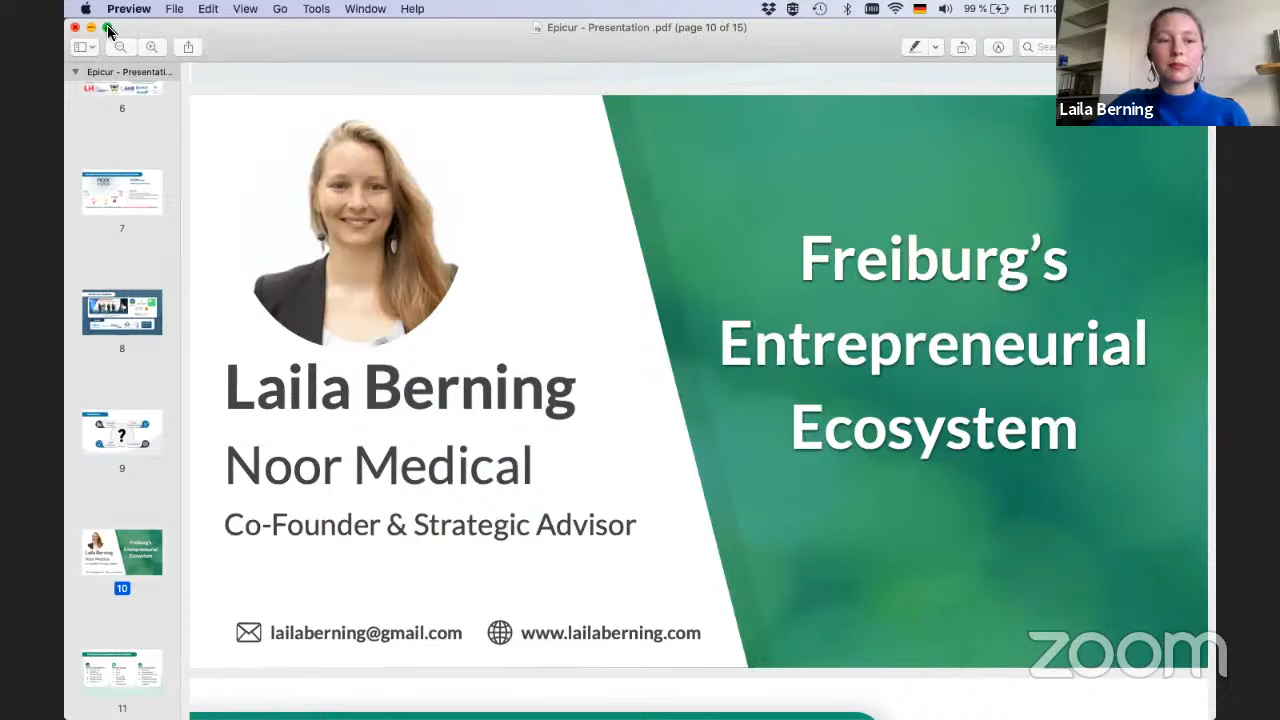 Preview File Edit View Go Tools Window Help
99 %
Fri 11:0
Epicur - Presentation .pdf (page 10 of 15)
Sea
Epicur - Presentati...
6
7
8
9
10
11
Laila Berning
Laila Berning
Noor Medical
Co-Founder & Strategic Advisor
lailaberning@gmail.com
www.lailaberning.com
Freiburg’s
Entrepreneurial
Ecosystem
zoom